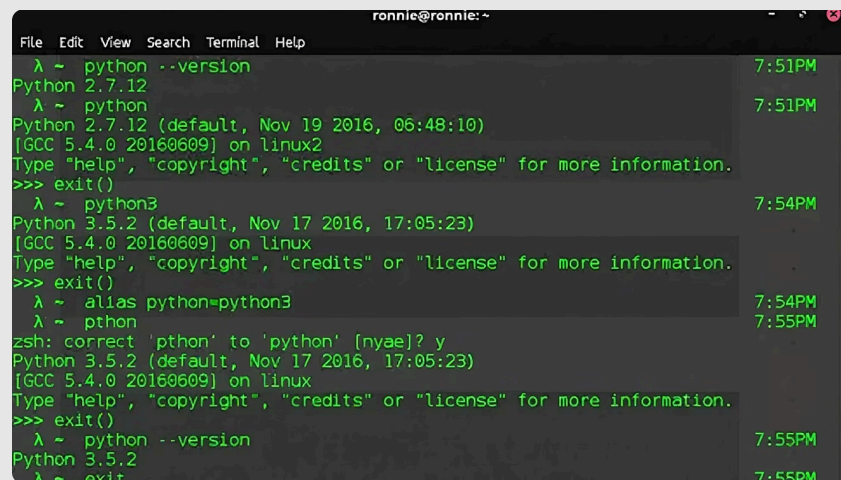 ronnie@ronnie: ~
File Edit View Search Terminal Help
λ ~ python --version 7:51PM
Python 2.7.12
λ ~ python 7:51PM
Python 2.7.12 (default, Nov 19 2016, 06:48:10)
[GCC 5.4.0 20160609] on linux2
Type "help", "copyright", "credits" or "license" for more information.
>>> exit()
λ ~ python3 7:54PM
Python 3.5.2 (default, Nov 17 2016, 17:05:23)
[GCC 5.4.0 20160609] on linux
Type "help", "copyright", "credits" or "license" for more information.
>>> exit()
λ ~ alias python=python3 7:54PM
λ ~ pthon 7:55PM
zsh: correct 'pthon' to 'python' [nyae]? y
Python 3.5.2 (default, Nov 17 2016, 17:05:23)
[GCC 5.4.0 20160609] on linux
Type "help", "copyright", "credits" or "license" for more information.
>>> exit()
λ ~ python --version 7:55PM
Python 3.5.2
λ ~ exit 7:55PM